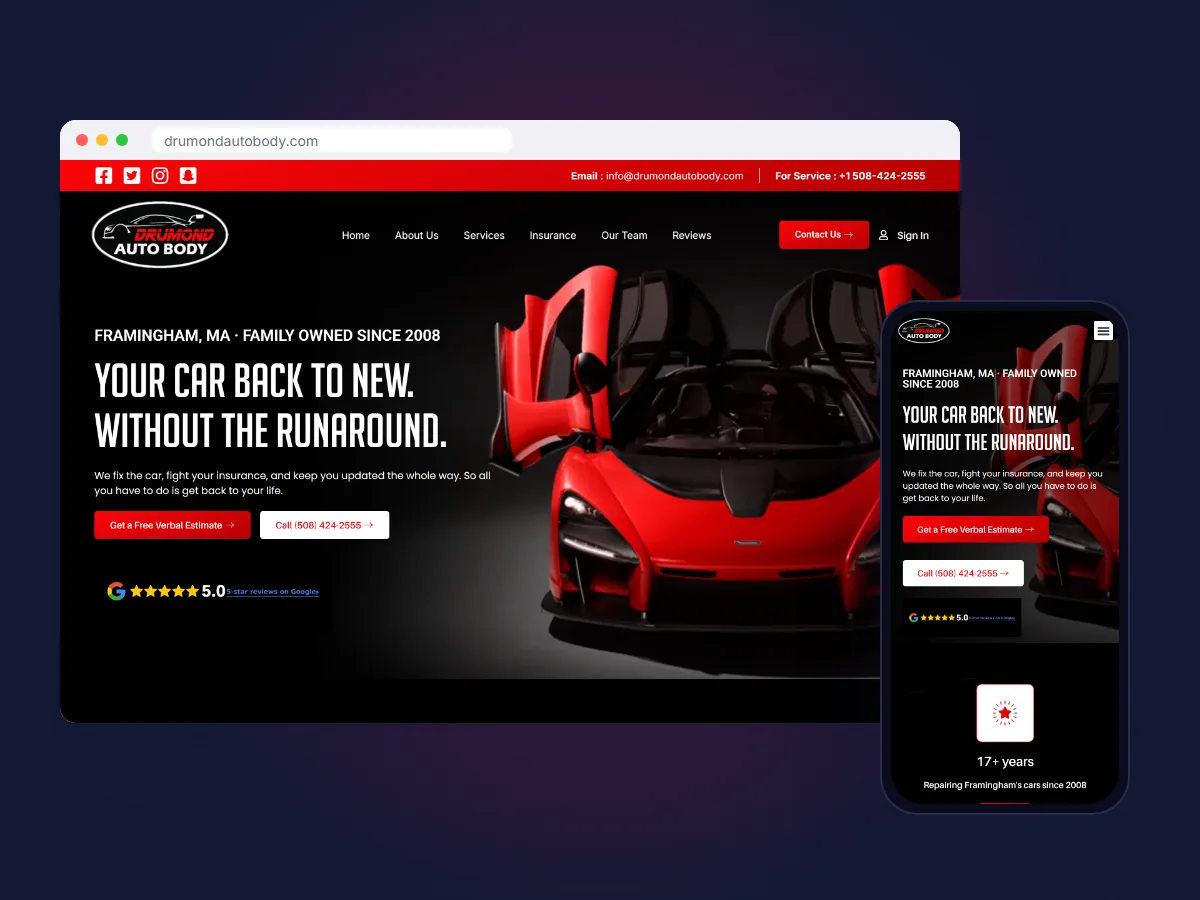 drumondautobody.com
Email : info@drumondautobody.com
For Service : +1 508-424-2555
DRUMOND
AUTO BODY
Home
About Us
Services
Insurance
Our Team
Reviews
Contact Us →
Sign In
FRAMINGHAM, MA · FAMILY OWNED SINCE 2008
YOUR CAR BACK TO NEW.
WITHOUT THE RUNAROUND.
We fix the car, fight your insurance, and keep you updated the whole way. So all
you have to do is get back to your life.
Get a Free Verbal Estimate →
Call (508) 424-2555 →
G ★★★★★ 5.0 5-star reviews on Google
DRUMOND
AUTO BODY
FRAMINGHAM, MA · FAMILY OWNED
SINCE 2008
YOUR CAR BACK TO NEW.
WITHOUT THE RUNAROUND.
We fix the car, fight your insurance, and keep you
updated the whole way. So all you have to do is
get back to your life.
Get a Free Verbal Estimate →
Call (508) 424-2555 →
G ★★★★★ 5.0 5-star reviews on Google
17+ years
Repairing Framingham's cars since 2008